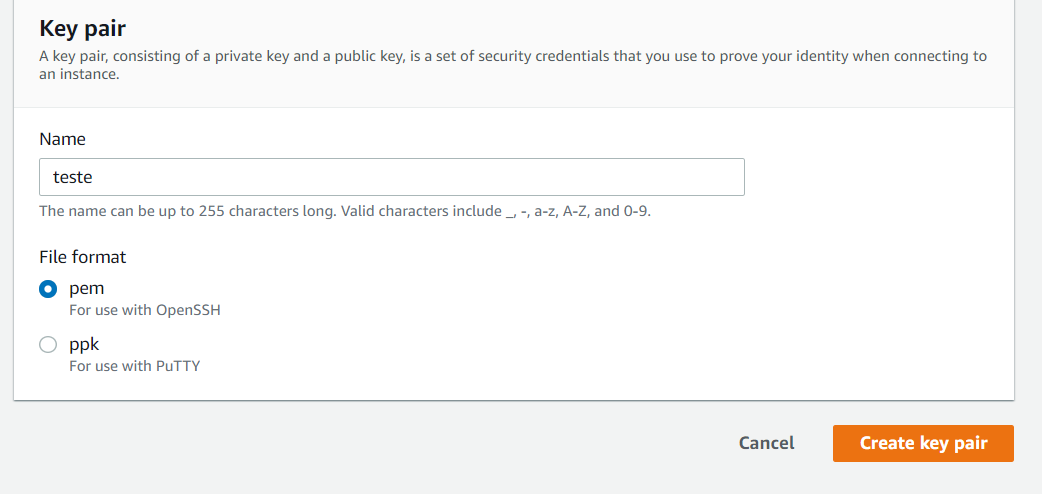 Key pair
A key pair, consisting of a private key and a public key, is a set of security credentials that you use to prove your identity when connecting to
an instance.
Name
teste
The name can be up to 255 characters long. Valid characters include _, -, a-z, A-Z, and 0-9.
File format
pem
For use with OpenSSH
ppk
For use with PuTTY
Cancel
Create key pair